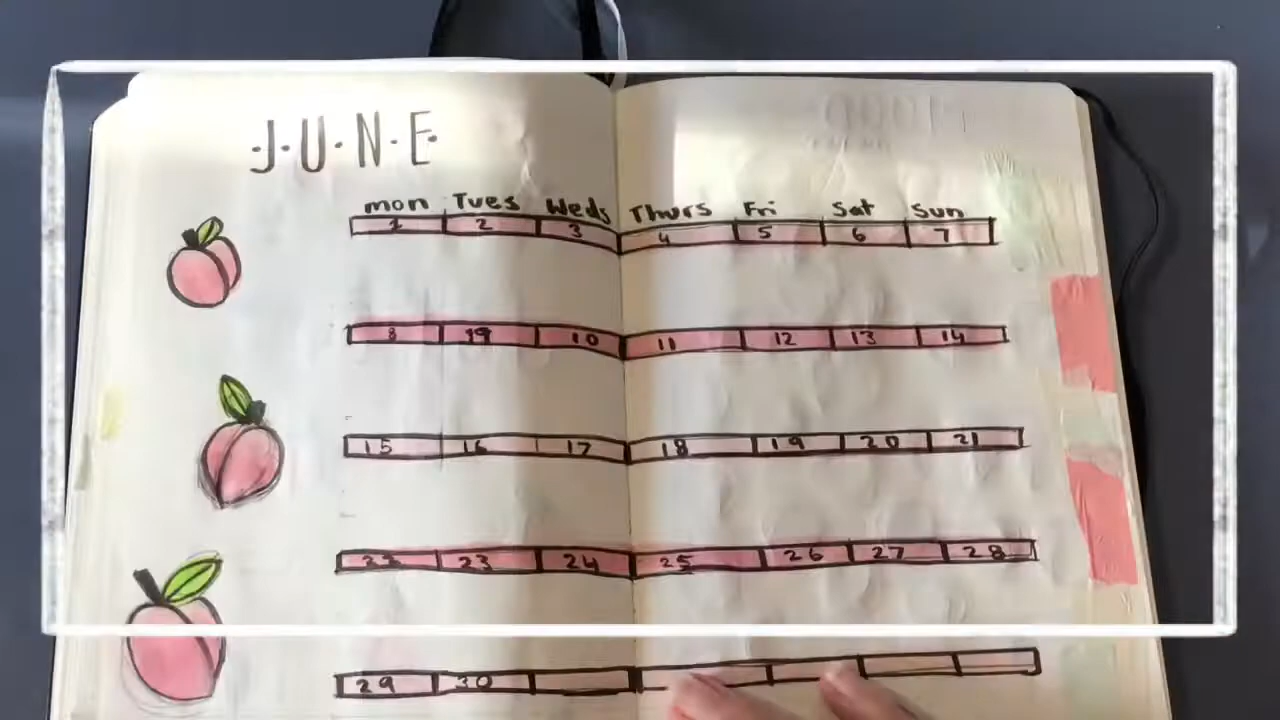 ·J·U·N·E·
mon Tues Weds Thurs Fri Sat Sun
1 2 3 4 5 6 7
8 9 10 11 12 13 14
15 16 17 18 19 20 21
22 23 24 25 26 27 28
29 30